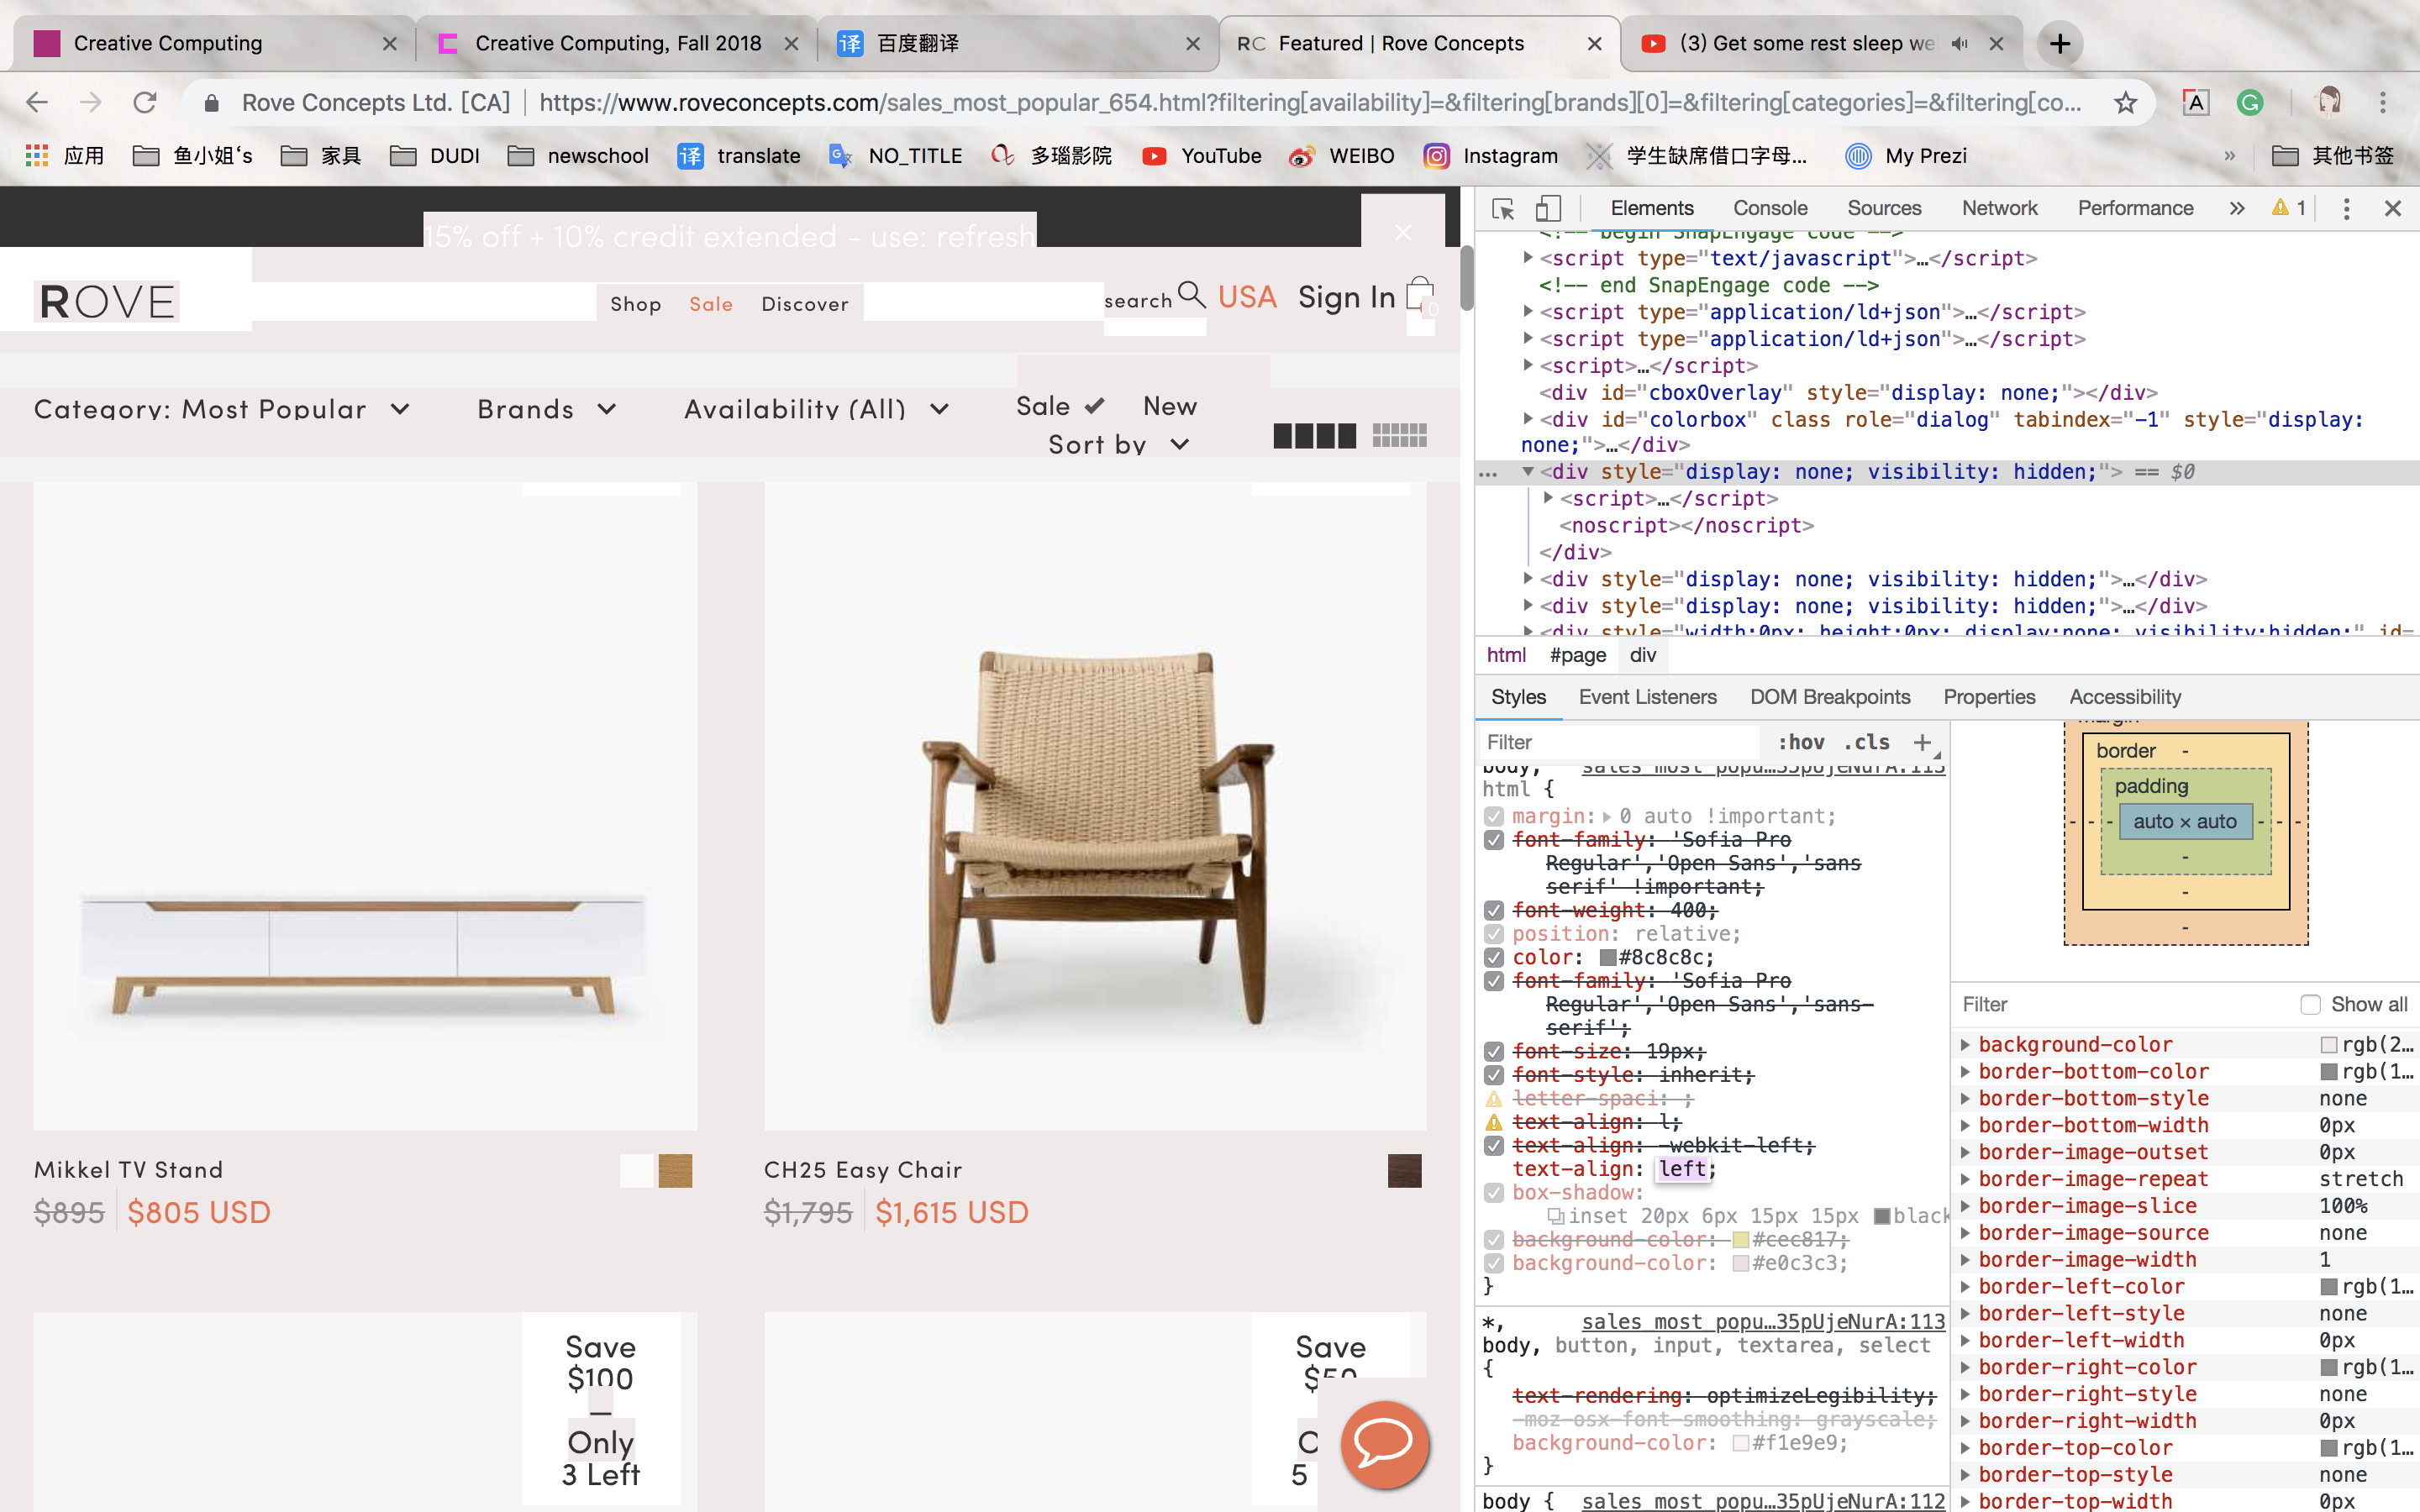 Creative Computing
Creative Computing, Fall 2018
译 百度翻译
RC Featured | Rove Concepts
(3) Get some rest sleep we
Rove Concepts Ltd. [CA] | https://www.roveconcepts.com/sales_most_popular_654.html?filtering[availability]=&filtering[brands][0]=&filtering[categories]=&filtering[co...
应用 鱼小姐‘s 家具 DUDI newschool 译 translate NO_TITLE 多瑙影院 YouTube WEIBO Instagram 学生缺席借口字母... My Prezi » 其他书签
15% off + 10% credit extended – use: refresh
ROVE
Shop Sale Discover
search USA Sign In 0
Category: Most Popular Brands Availability (All) Sale New
Sort by
Mikkel TV Stand
$895 $805 USD
CH25 Easy Chair
$1,795 $1,615 USD
Save
$100
–
Only
3 Left
Save
$50
5
Elements Console Sources Network Performance » 1
<!-- begin SnapEngage code -->
<script type="text/javascript">…</script>
<!-- end SnapEngage code -->
<script type="application/ld+json">…</script>
<script type="application/ld+json">…</script>
<script>…</script>
<div id="cboxOverlay" style="display: none;"></div>
<div id="colorbox" class role="dialog" tabindex="-1" style="display:
none;">…</div>
<div style="display: none; visibility: hidden;"> == $0
<script>…</script>
<noscript></noscript>
</div>
<div style="display: none; visibility: hidden;">…</div>
<div style="display: none; visibility: hidden;">…</div>
<div style="width:0px; height:0px; display:none; visibility:hidden;" id=
html #page div
Styles Event Listeners DOM Breakpoints Properties Accessibility
Filter :hov .cls +
body, sales_most_popu…35pUjeNurA:113
html {
margin: 0 auto !important;
font-family: 'Sofia Pro
Regular','Open Sans','sans
serif' !important;
font-weight: 400;
position: relative;
color: #8c8c8c;
font-family: 'Sofia Pro
Regular','Open Sans','sans-
serif';
font-size: 19px;
font-style: inherit;
letter-spaci: ;
text-align: l;
text-align: -webkit-left;
text-align: left;
box-shadow:
inset 20px 6px 15px 15px black
background-color: #cec817;
background-color: #e0c3c3;
}
*, sales_most_popu…35pUjeNurA:113
body, button, input, textarea, select
{
text-rendering: optimizeLegibility;
-moz-osx-font-smoothing: grayscale;
background-color: #f1e9e9;
}
body { sales_most_popu…35pUjeNurA:112
margin
border -
padding
- - - auto × auto - - -
-
-
-
Filter Show all
background-color rgb(2…
border-bottom-color rgb(1…
border-bottom-style none
border-bottom-width 0px
border-image-outset 0px
border-image-repeat stretch
border-image-slice 100%
border-image-source none
border-image-width 1
border-left-color rgb(1…
border-left-style none
border-left-width 0px
border-right-color rgb(1…
border-right-style none
border-right-width 0px
border-top-color rgb(1…
border-top-style none
border-top-width 0px